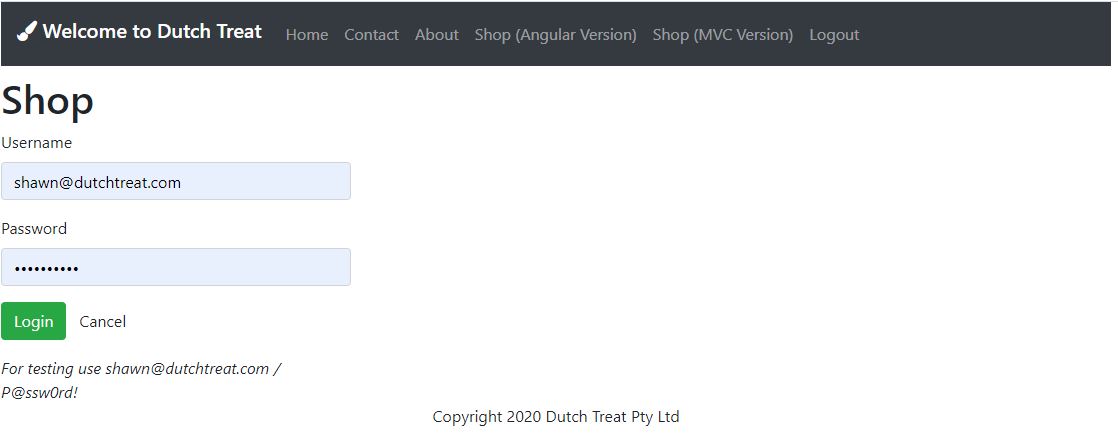 Welcome to Dutch Treat Home Contact About Shop (Angular Version) Shop (MVC Version) Logout
Shop
Username
shawn@dutchtreat.com
Password
••••••••••
Login Cancel
For testing use shawn@dutchtreat.com /
P@ssw0rd!
Copyright 2020 Dutch Treat Pty Ltd